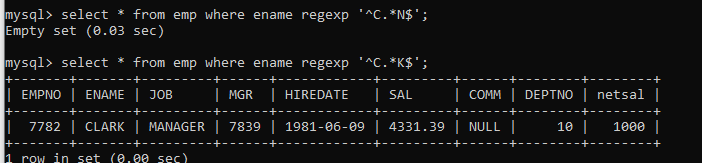 mysql> select * from emp where ename regexp '^C.*N$';
Empty set (0.03 sec)
mysql> select * from emp where ename regexp '^C.*K$';
+-------+-------+---------+------+------------+---------+------+--------+--------+
| EMPNO | ENAME | JOB     | MGR  | HIREDATE   | SAL     | COMM | DEPTNO | netsal |
+-------+-------+---------+------+------------+---------+------+--------+--------+
|  7782 | CLARK | MANAGER | 7839 | 1981-06-09 | 4331.39 | NULL |     10 |   1000 |
+-------+-------+---------+------+------------+---------+------+--------+--------+
1 row in set (0.00 sec)